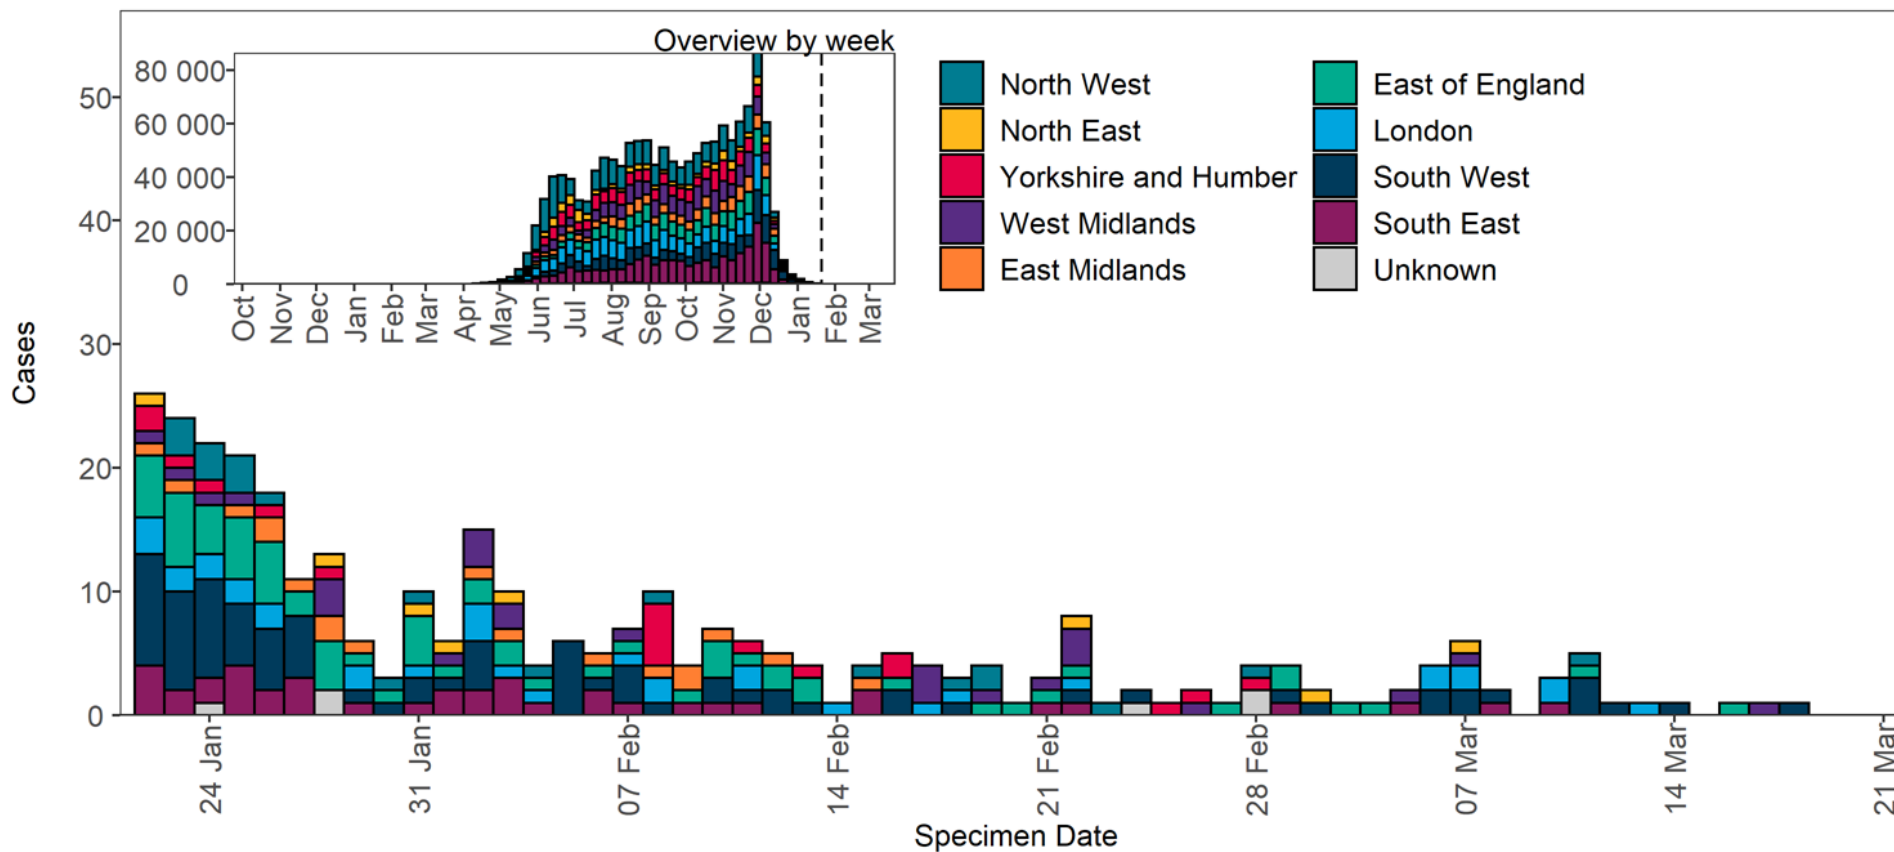 Overview by week
80 000
60 000
40 000
20 000
0
Oct
Nov
Dec
Jan
Feb
Mar
Apr
May
Jun
Jul
Aug
Sep
Oct
Nov
Dec
Jan
Feb
Mar
North West
North East
Yorkshire and Humber
West Midlands
East Midlands
East of England
London
South West
South East
Unknown
Cases
50
40
30
20
10
0
24 Jan
31 Jan
07 Feb
14 Feb
21 Feb
28 Feb
07 Mar
14 Mar
21 Mar
Specimen Date